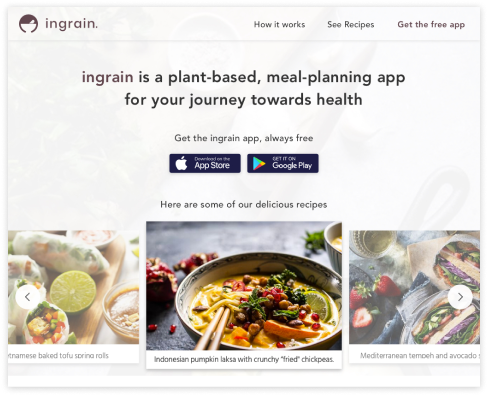 ingrain.
How it works
See Recipes
Get the free app
ingrain is a plant-based, meal-planning app
for your journey towards health
Get the ingrain app, always free
Download on the
App Store
GET IT ON
Google Play
Here are some of our delicious recipes
baked tofu spring rolls
Indonesian pumpkin laksa with crunchy "fried" chickpeas.
Mediterranean tempeh and avocado